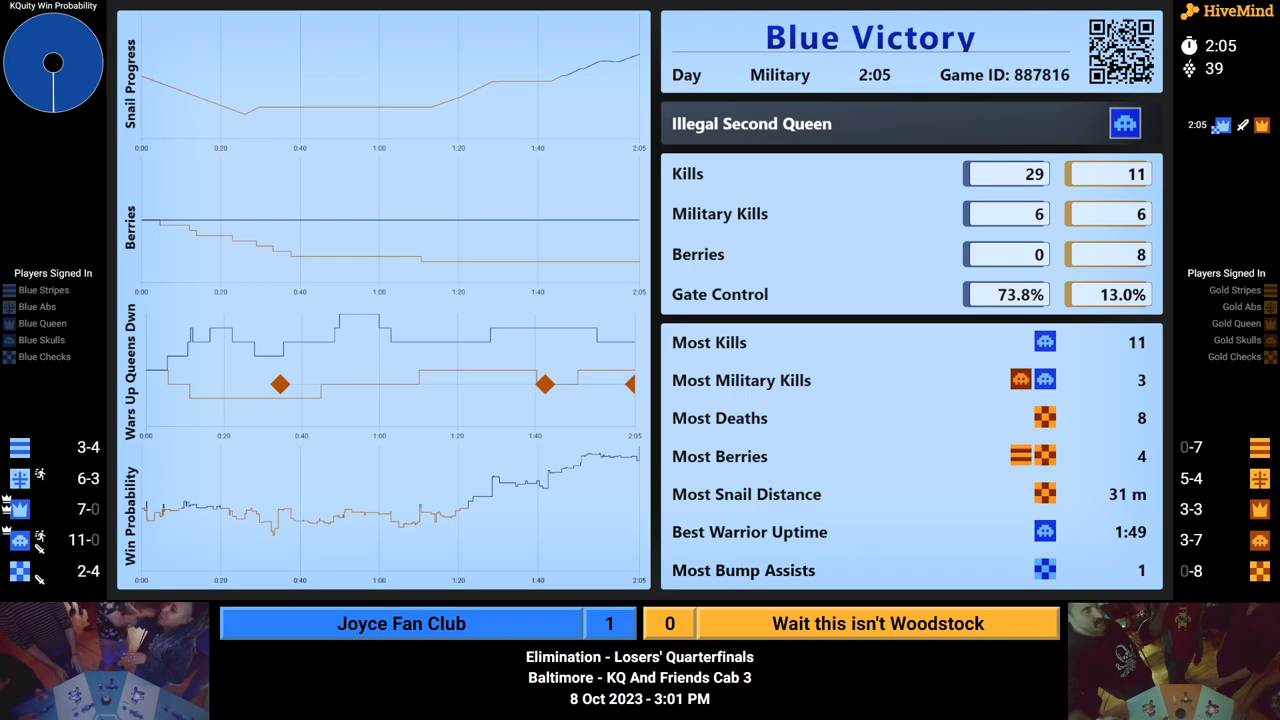 KQuity Win Probability
HiveMind
2:05
39
2:05
Blue Victory
Day Military 2:05 Game ID: 887816
Illegal Second Queen
Kills 29 11
Military Kills 6 6
Berries 0 8
Gate Control 73.8% 13.0%
Most Kills 11
Most Military Kills 3
Most Deaths 8
Most Berries 4
Most Snail Distance 31 m
Best Warrior Uptime 1:49
Most Bump Assists 1
Snail Progress
0:00 0:20 0:40 1:00 1:20 1:40 2:05
Berries
0:00 0:20 0:40 1:00 1:20 1:40 2:05
Wars Up Queens Dwn
0:00 0:20 0:40 1:00 1:20 1:40 2:05
Win Probability
0:00 0:20 0:40 1:00 1:20 1:40 2:05
Players Signed In
Blue Stripes
Blue Abs
Blue Queen
Blue Skulls
Blue Checks
3-4
6-3
7-0
11-0
2-4
Players Signed In
Gold Stripes
Gold Abs
Gold Queen
Gold Skulls
Gold Checks
0-7
5-4
3-3
3-7
0-8
Joyce Fan Club 1 0 Wait this isn't Woodstock
Elimination - Losers' Quarterfinals
Baltimore - KQ And Friends Cab 3
8 Oct 2023 - 3:01 PM